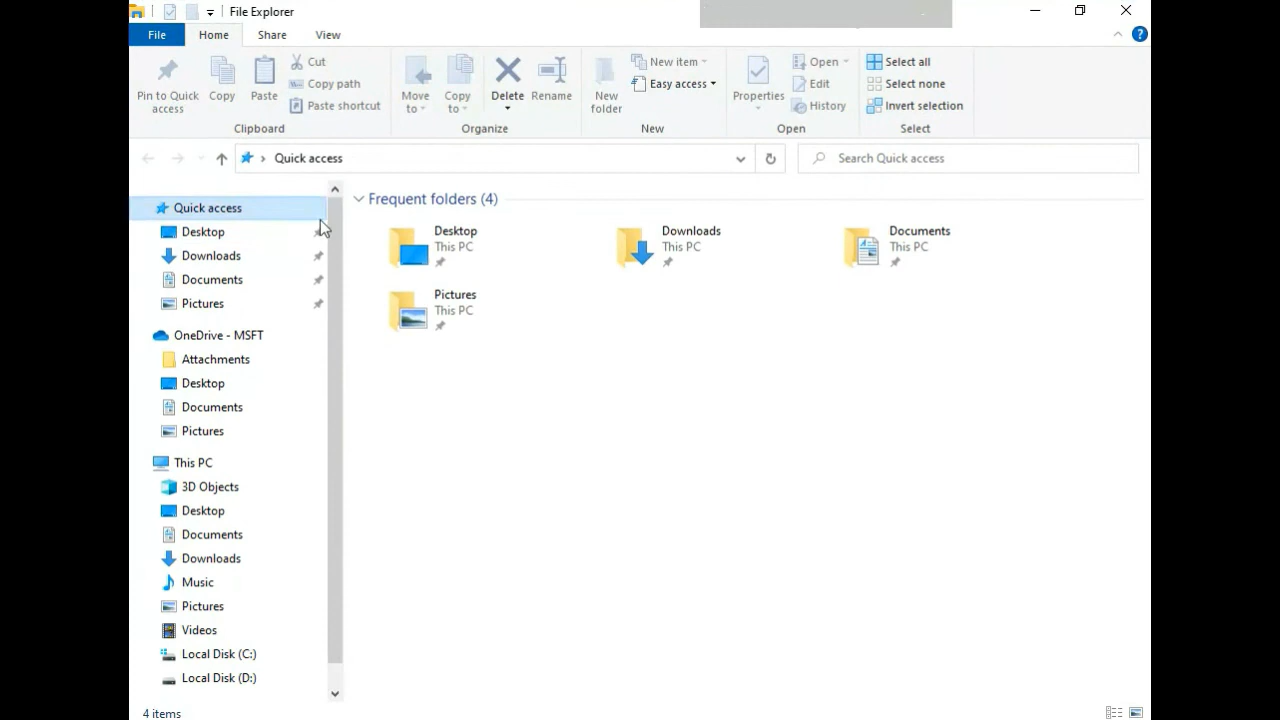 File Explorer
File Home Share View
Pin to Quick access
Copy
Paste
Cut
Copy path
Paste shortcut
Clipboard
Move to
Copy to
Delete
Rename
Organize
New folder
New item
Easy access
New
Properties
Open
Edit
History
Open
Select all
Select none
Invert selection
Select
Quick access
Search Quick access
Quick access
Desktop
Downloads
Documents
Pictures
OneDrive - MSFT
Attachments
Desktop
Documents
Pictures
This PC
3D Objects
Desktop
Documents
Downloads
Music
Pictures
Videos
Local Disk (C:)
Local Disk (D:)
Frequent folders (4)
Desktop
This PC
Downloads
This PC
Documents
This PC
Pictures
This PC
4 items